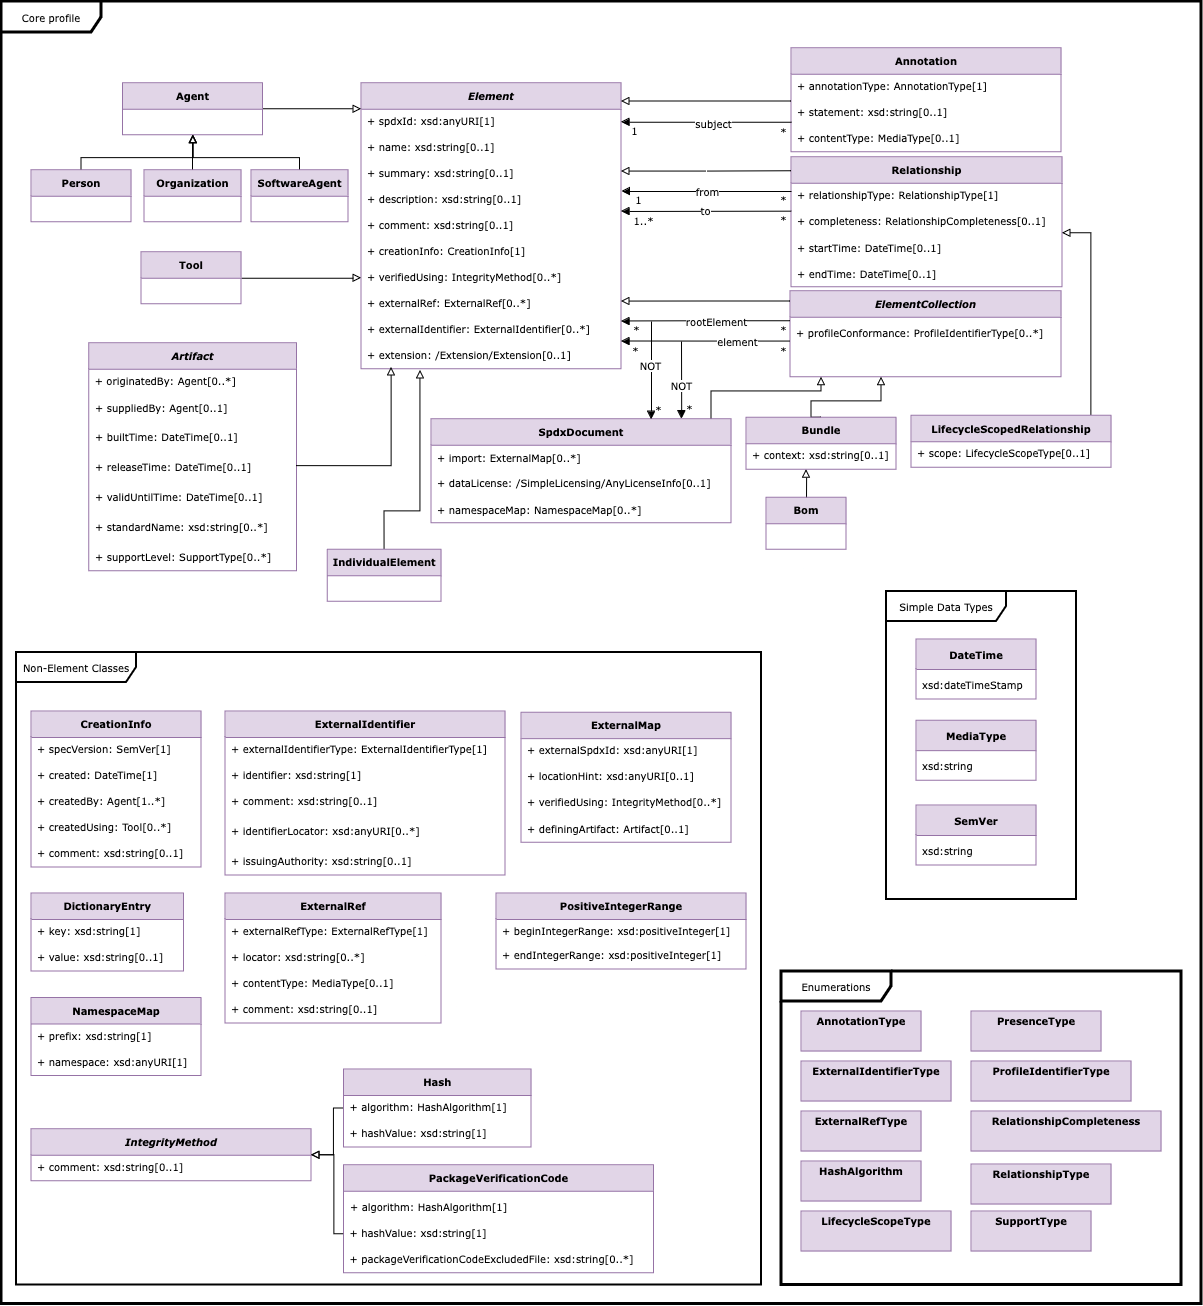 Core profile
Agent
Person
Organization
SoftwareAgent
Tool
Artifact
+ originatedBy: Agent[0..*]
+ suppliedBy: Agent[0..1]
+ builtTime: DateTime[0..1]
+ releaseTime: DateTime[0..1]
+ validUntilTime: DateTime[0..1]
+ standardName: xsd:string[0..*]
+ supportLevel: SupportType[0..*]
Element
+ spdxId: xsd:anyURI[1]
+ name: xsd:string[0..1]
+ summary: xsd:string[0..1]
+ description: xsd:string[0..1]
+ comment: xsd:string[0..1]
+ creationInfo: CreationInfo[1]
+ verifiedUsing: IntegrityMethod[0..*]
+ externalRef: ExternalRef[0..*]
+ externalIdentifier: ExternalIdentifier[0..*]
+ extension: /Extension/Extension[0..1]
IndividualElement
1 subject *
1 from *
1..* to *
* rootElement *
* element *
NOT
NOT
*
*
Annotation
+ annotationType: AnnotationType[1]
+ statement: xsd:string[0..1]
+ contentType: MediaType[0..1]
Relationship
+ relationshipType: RelationshipType[1]
+ completeness: RelationshipCompleteness[0..1]
+ startTime: DateTime[0..1]
+ endTime: DateTime[0..1]
ElementCollection
+ profileConformance: ProfileIdentifierType[0..*]
SpdxDocument
+ import: ExternalMap[0..*]
+ dataLicense: /SimpleLicensing/AnyLicenseInfo[0..1]
+ namespaceMap: NamespaceMap[0..*]
Bundle
+ context: xsd:string[0..1]
Bom
LifecycleScopedRelationship
+ scope: LifecycleScopeType[0..1]
Simple Data Types
DateTime
xsd:dateTimeStamp
MediaType
xsd:string
SemVer
xsd:string
Non-Element Classes
CreationInfo
+ specVersion: SemVer[1]
+ created: DateTime[1]
+ createdBy: Agent[1..*]
+ createdUsing: Tool[0..*]
+ comment: xsd:string[0..1]
ExternalIdentifier
+ externalIdentifierType: ExternalIdentifierType[1]
+ identifier: xsd:string[1]
+ comment: xsd:string[0..1]
+ identifierLocator: xsd:anyURI[0..*]
+ issuingAuthority: xsd:string[0..1]
ExternalMap
+ externalSpdxId: xsd:anyURI[1]
+ locationHint: xsd:anyURI[0..1]
+ verifiedUsing: IntegrityMethod[0..*]
+ definingArtifact: Artifact[0..1]
DictionaryEntry
+ key: xsd:string[1]
+ value: xsd:string[0..1]
ExternalRef
+ externalRefType: ExternalRefType[1]
+ locator: xsd:string[0..*]
+ contentType: MediaType[0..1]
+ comment: xsd:string[0..1]
PositiveIntegerRange
+ beginIntegerRange: xsd:positiveInteger[1]
+ endIntegerRange: xsd:positiveInteger[1]
NamespaceMap
+ prefix: xsd:string[1]
+ namespace: xsd:anyURI[1]
IntegrityMethod
+ comment: xsd:string[0..1]
Hash
+ algorithm: HashAlgorithm[1]
+ hashValue: xsd:string[1]
PackageVerificationCode
+ algorithm: HashAlgorithm[1]
+ hashValue: xsd:string[1]
+ packageVerificationCodeExcludedFile: xsd:string[0..*]
Enumerations
AnnotationType
PresenceType
ExternalIdentifierType
ProfileIdentifierType
ExternalRefType
RelationshipCompleteness
HashAlgorithm
RelationshipType
LifecycleScopeType
SupportType